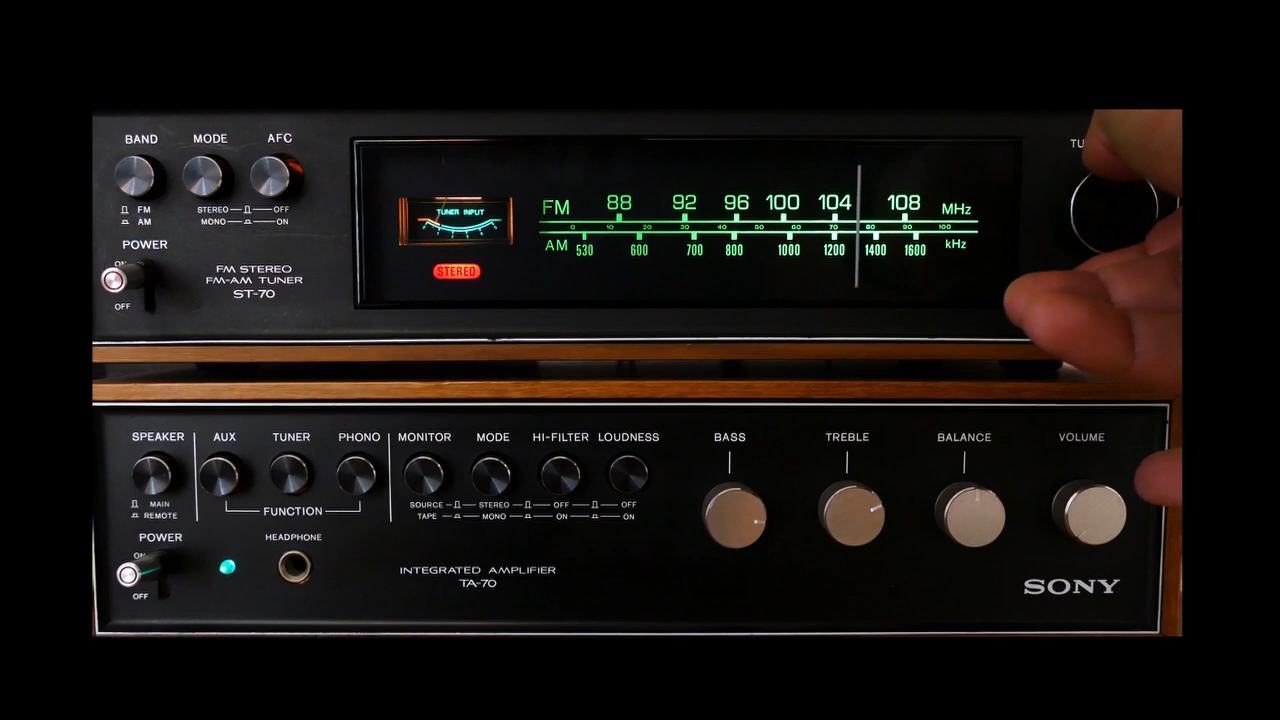 BAND MODE AFC
FM STEREO OFF
AM MONO ON
POWER
ON
OFF
FM STEREO
FM-AM TUNER
ST-70
TUNER INPUT
STEREO
FM 88 92 96 100 104 108 MHz
0 10 20 30 40 50 60 70 80 90 100
AM 530 600 700 800 1000 1200 1400 1600 kHz
SPEAKER AUX TUNER PHONO MONITOR MODE HI-FILTER LOUDNESS BASS TREBLE BALANCE VOLUME
MAIN SOURCE STEREO OFF OFF
REMOTE FUNCTION TAPE MONO ON ON
POWER HEADPHONE
ON
OFF
INTEGRATED AMPLIFIER
TA-70
SONY